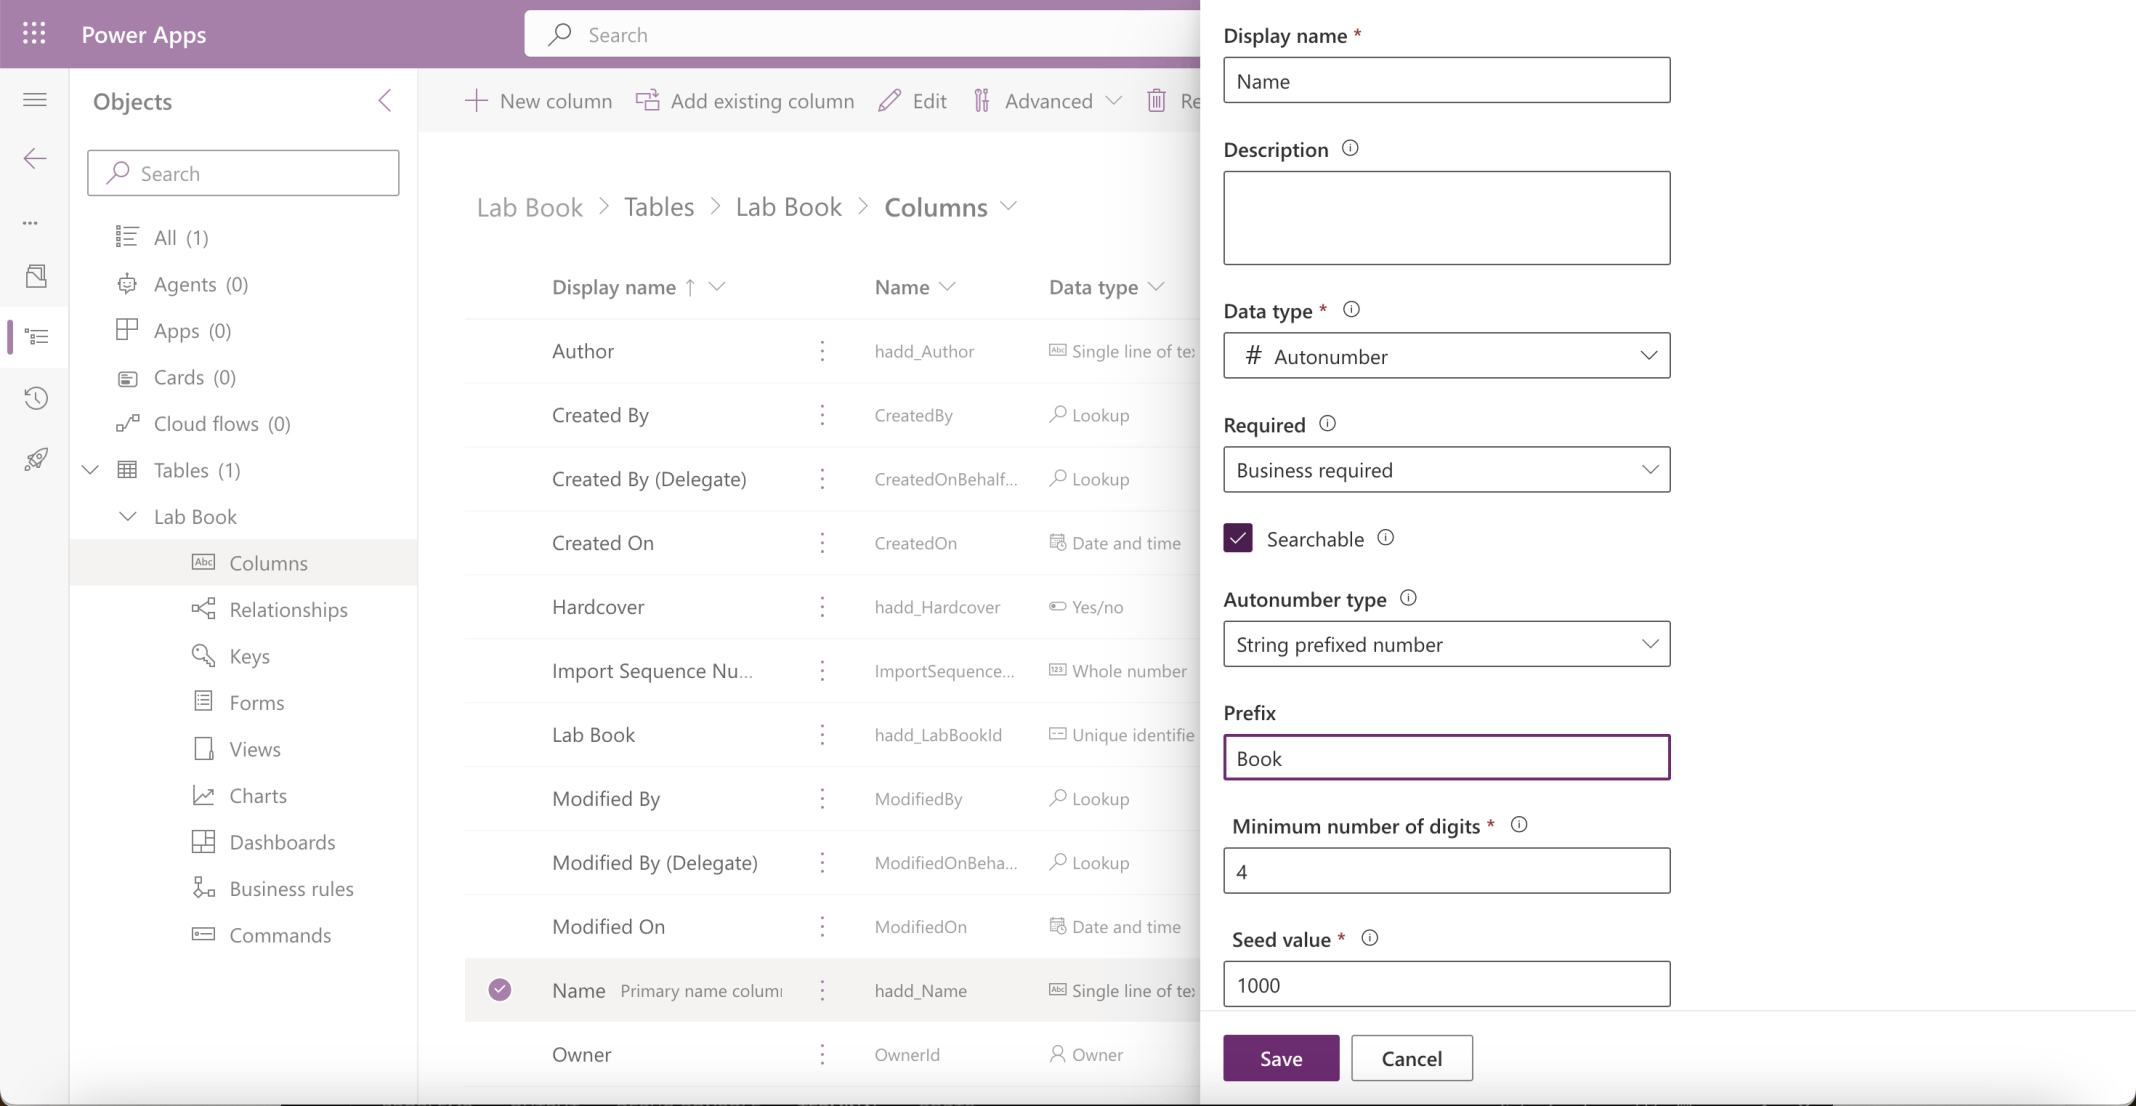 Power Apps
Search
Objects
Search
All (1)
Agents (0)
Apps (0)
Cards (0)
Cloud flows (0)
Tables (1)
Lab Book
Columns
Relationships
Keys
Forms
Views
Charts
Dashboards
Business rules
Commands
New column Add existing column Edit Advanced Re
Lab Book > Tables > Lab Book > Columns
Display name ↑ Name Data type
Author hadd_Author Single line of te
Created By CreatedBy Lookup
Created By (Delegate) CreatedOnBehalf... Lookup
Created On CreatedOn Date and time
Hardcover hadd_Hardcover Yes/no
Import Sequence Nu... ImportSequence... Whole number
Lab Book hadd_LabBookId Unique identifie
Modified By ModifiedBy Lookup
Modified By (Delegate) ModifiedOnBeha... Lookup
Modified On ModifiedOn Date and time
Name Primary name colum hadd_Name Single line of te
Owner OwnerId Owner
Display name *
Name
Description
Data type *
# Autonumber
Required
Business required
Searchable
Autonumber type
String prefixed number
Prefix
Book
Minimum number of digits *
4
Seed value *
1000
Save Cancel